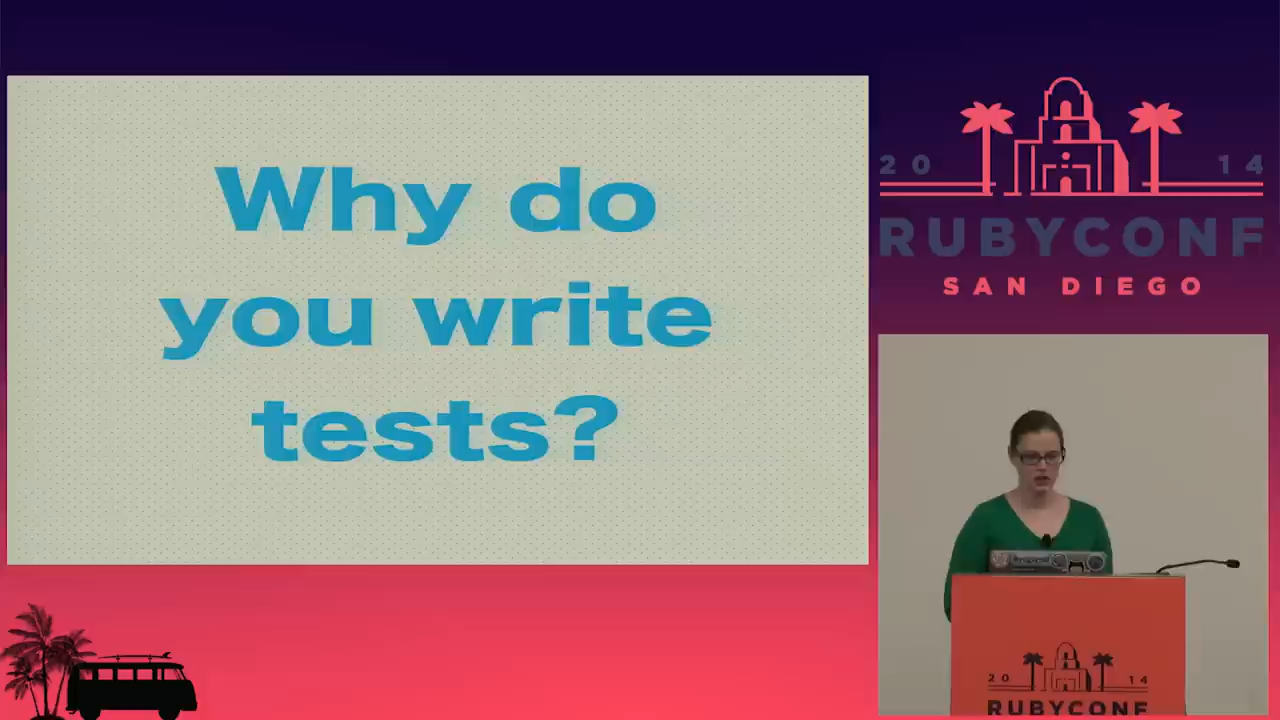 Why do
you write
tests?
20 14
RUBYCONF
SAN DIEGO
20 14
RUBYCONF